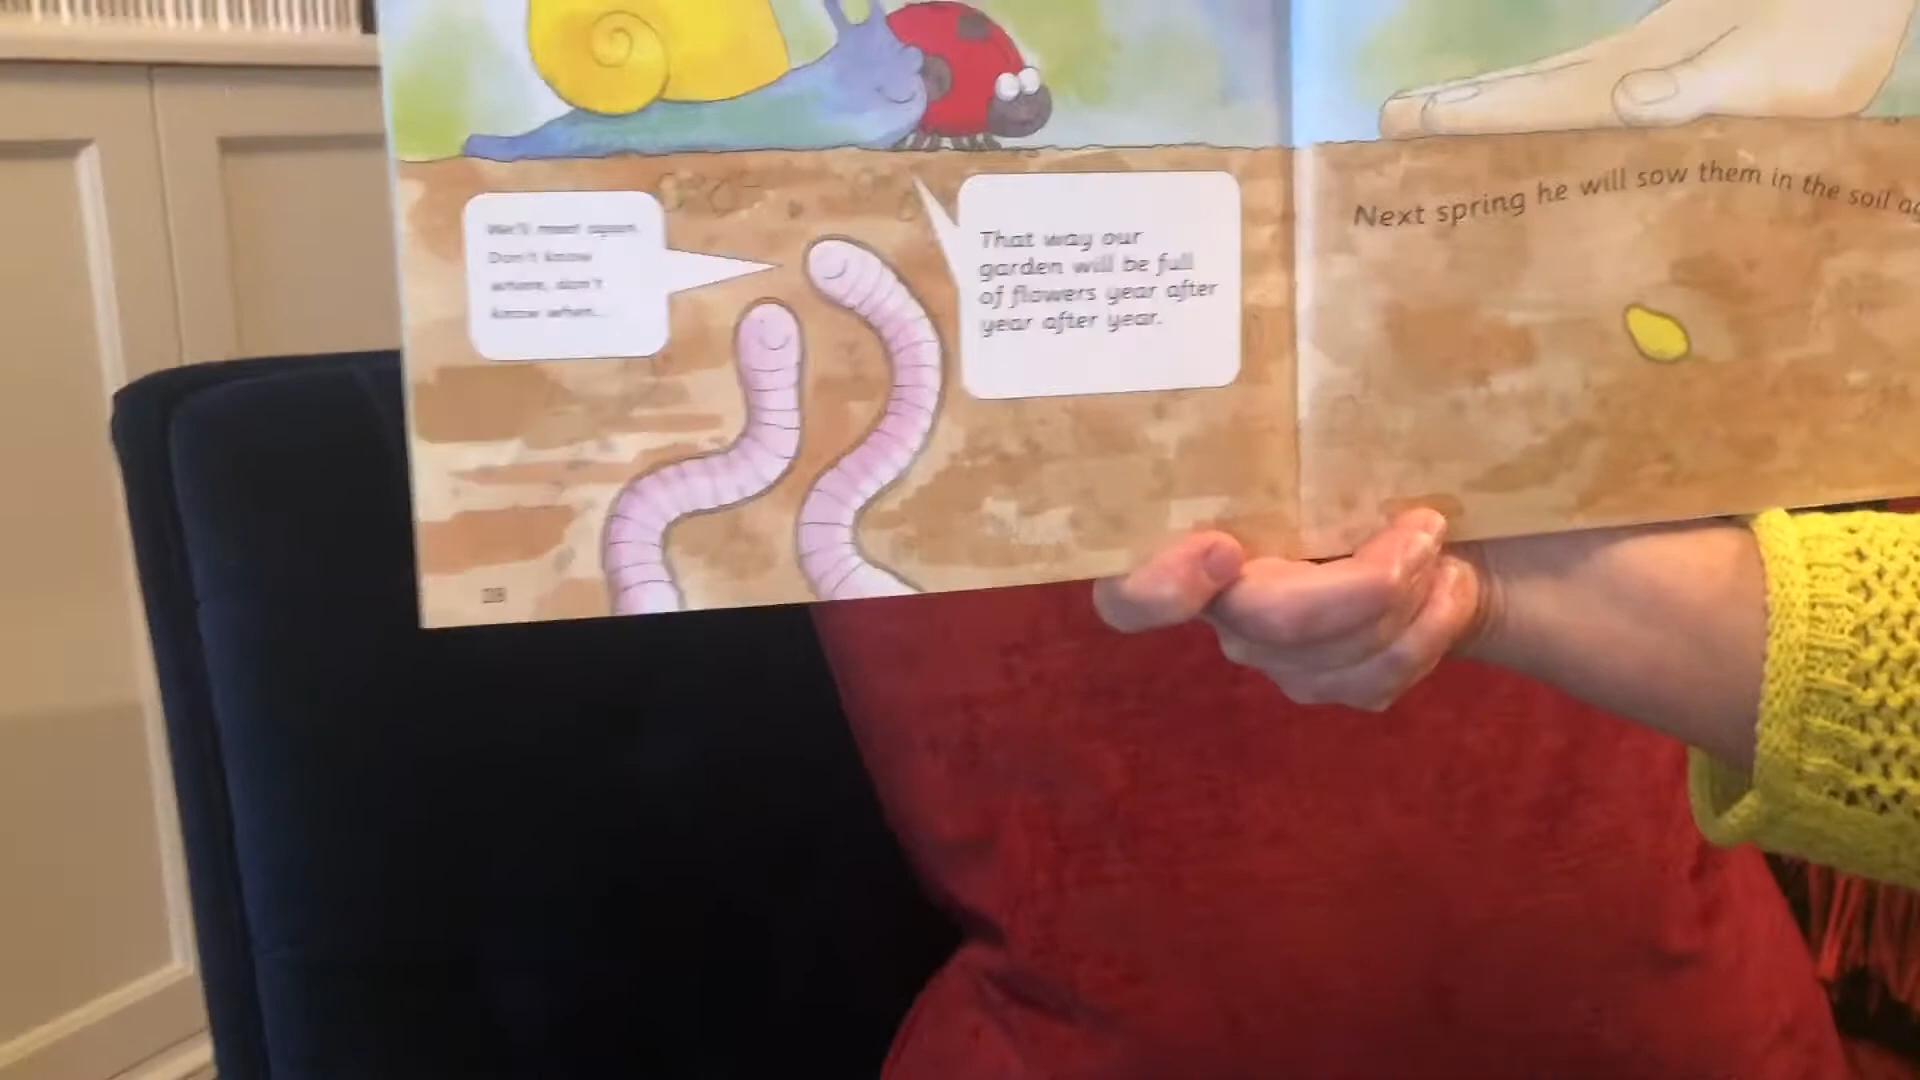 We'll meet again.
Don't know
where, don't
know when...
That way our
garden will be full
of flowers year after
year after year.
28
Next spring he will sow them in the soil